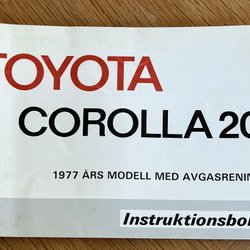 TOYOTA
COROLLA 20
1977 ÅRS MODELL MED AVGASRENIN
Instruktionsbo